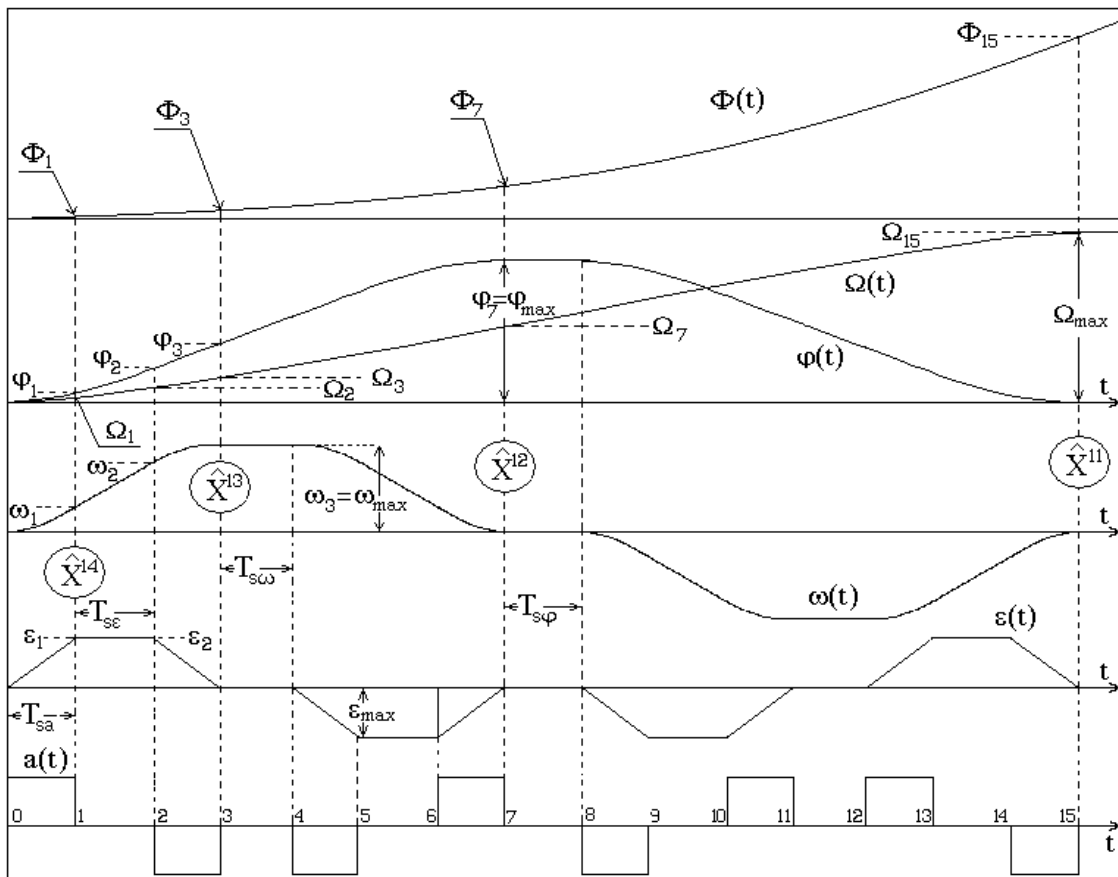 Φ₁₅
Φ₇
Φ(t)
Φ₃
Φ₁
Ω₁₅
Ω(t)
φ₇=φmax
Ωmax
Ω₇
φ₃
φ₂
φ(t)
φ₁
Ω₃
Ω₂
t
Ω₁
X̂¹²
X̂¹¹
ω₂
X̂¹³
ω₃=ωmax
ω₁
t
X̂¹⁴
Tsω
Tsε
Tsφ
ω(t)
ε(t)
ε₁
ε₂
t
Tsa
εmax
a(t)
0 1 2 3 4 5 6 7 8 9 10 11 12 13 14 15
t